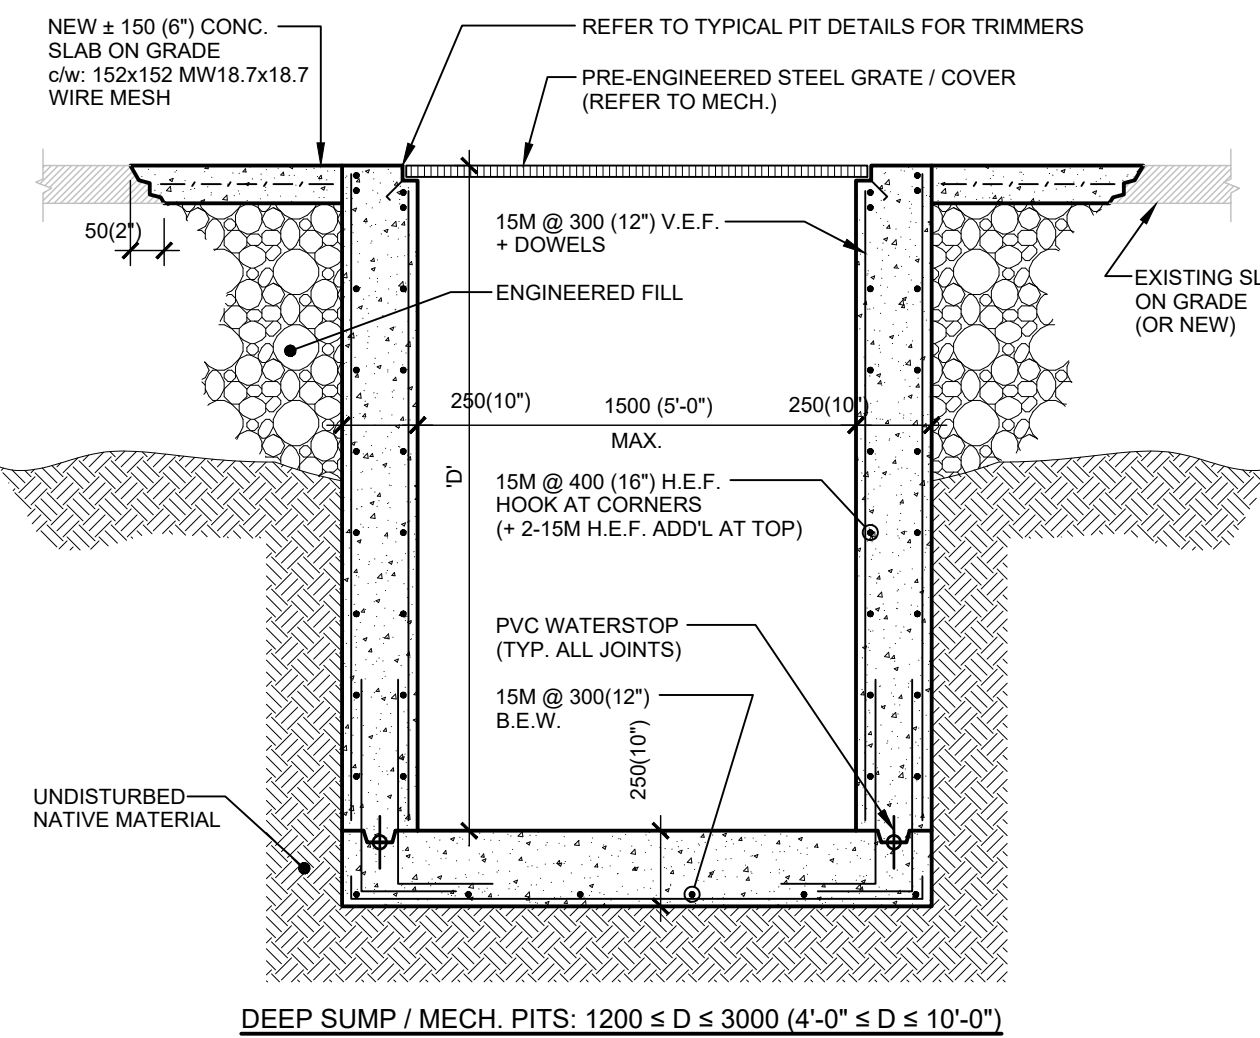 NEW ± 150 (6") CONC.
SLAB ON GRADE
c/w: 152x152 MW18.7x18.7
WIRE MESH
REFER TO TYPICAL PIT DETAILS FOR TRIMMERS
PRE-ENGINEERED STEEL GRATE / COVER
(REFER TO MECH.)
50(2")
15M @ 300 (12") V.E.F.
+ DOWELS
ENGINEERED FILL
EXISTING SL
ON GRADE
(OR NEW)
250(10")
1500 (5'-0")
MAX.
250(10")
'D'
15M @ 400 (16") H.E.F.
HOOK AT CORNERS
(+ 2-15M H.E.F. ADD'L AT TOP)
PVC WATERSTOP
(TYP. ALL JOINTS)
15M @ 300(12")
B.E.W.
250(10")
UNDISTURBED
NATIVE MATERIAL
DEEP SUMP / MECH. PITS: 1200 ≤ D ≤ 3000 (4'-0" ≤ D ≤ 10'-0")